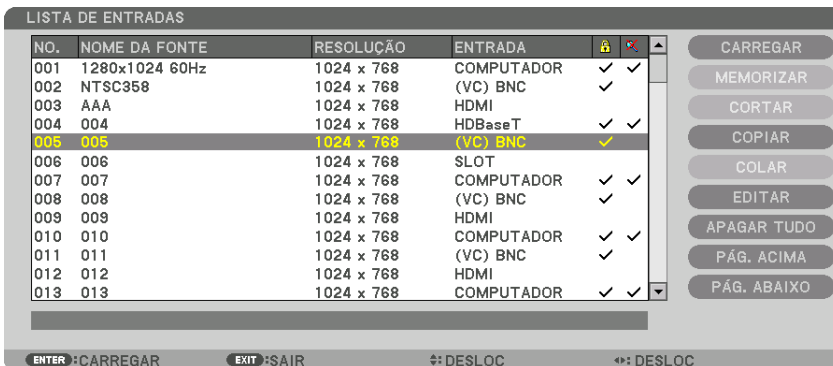 LISTA DE ENTRADAS
NO. NOME DA FONTE RESOLUÇÃO ENTRADA
001 1280x1024 60Hz 1024 x 768 COMPUTADOR
002 NTSC358 1024 x 768 (VC) BNC
003 AAA 1024 x 768 HDMI
004 004 1024 x 768 HDBaseT
005 005 1024 x 768 (VC) BNC
006 006 1024 x 768 SLOT
007 007 1024 x 768 COMPUTADOR
008 008 1024 x 768 (VC) BNC
009 009 1024 x 768 HDMI
010 010 1024 x 768 COMPUTADOR
011 011 1024 x 768 (VC) BNC
012 012 1024 x 768 HDMI
013 013 1024 x 768 COMPUTADOR
CARREGAR
MEMORIZAR
CORTAR
COPIAR
COLAR
EDITAR
APAGAR TUDO
PÁG. ACIMA
PÁG. ABAIXO
ENTER :CARREGAR EXIT :SAIR :DESLOC :DESLOC